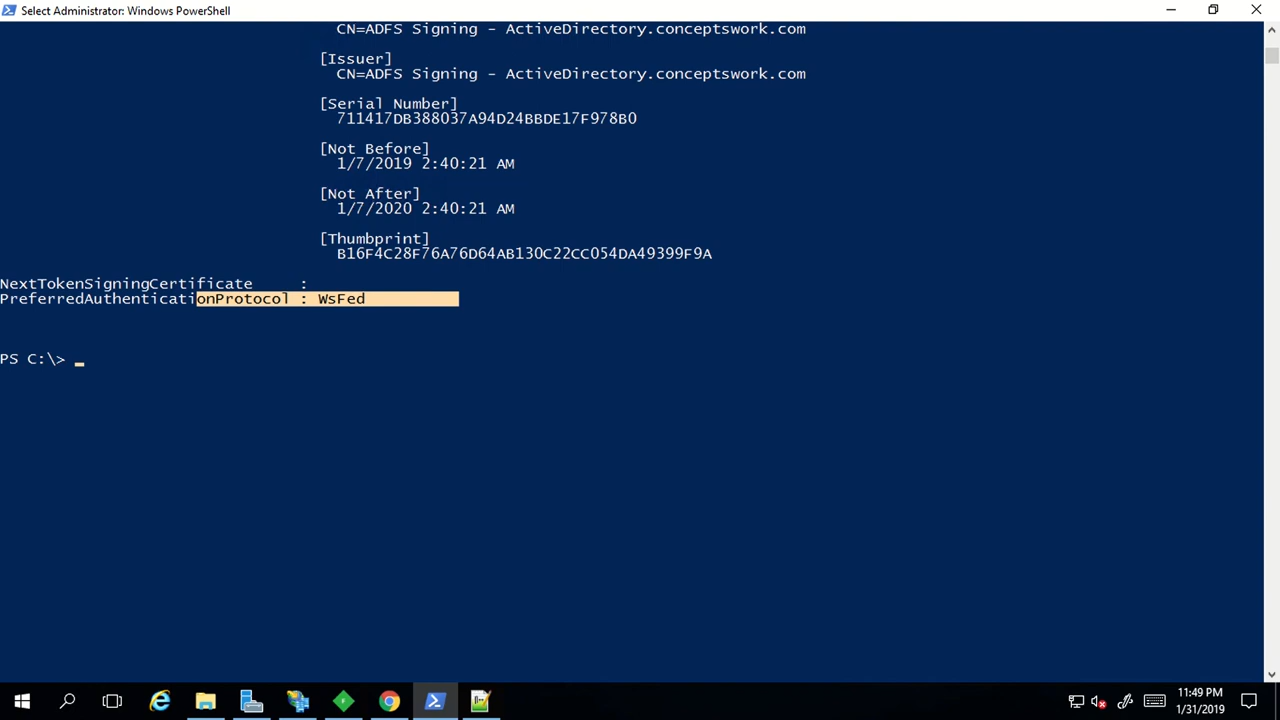 Select Administrator: Windows PowerShell
CN=ADFS Signing - ActiveDirectory.conceptswork.com
[Issuer]
CN=ADFS Signing - ActiveDirectory.conceptswork.com
[Serial Number]
711417DB388037A94D24BBDE17F978B0
[Not Before]
1/7/2019 2:40:21 AM
[Not After]
1/7/2020 2:40:21 AM
[Thumbprint]
B16F4C28F76A76D64AB130C22CC054DA49399F9A
NextTokenSigningCertificate :
PreferredAuthenticationProtocol : WsFed
PS C:\>
11:49 PM
1/31/2019